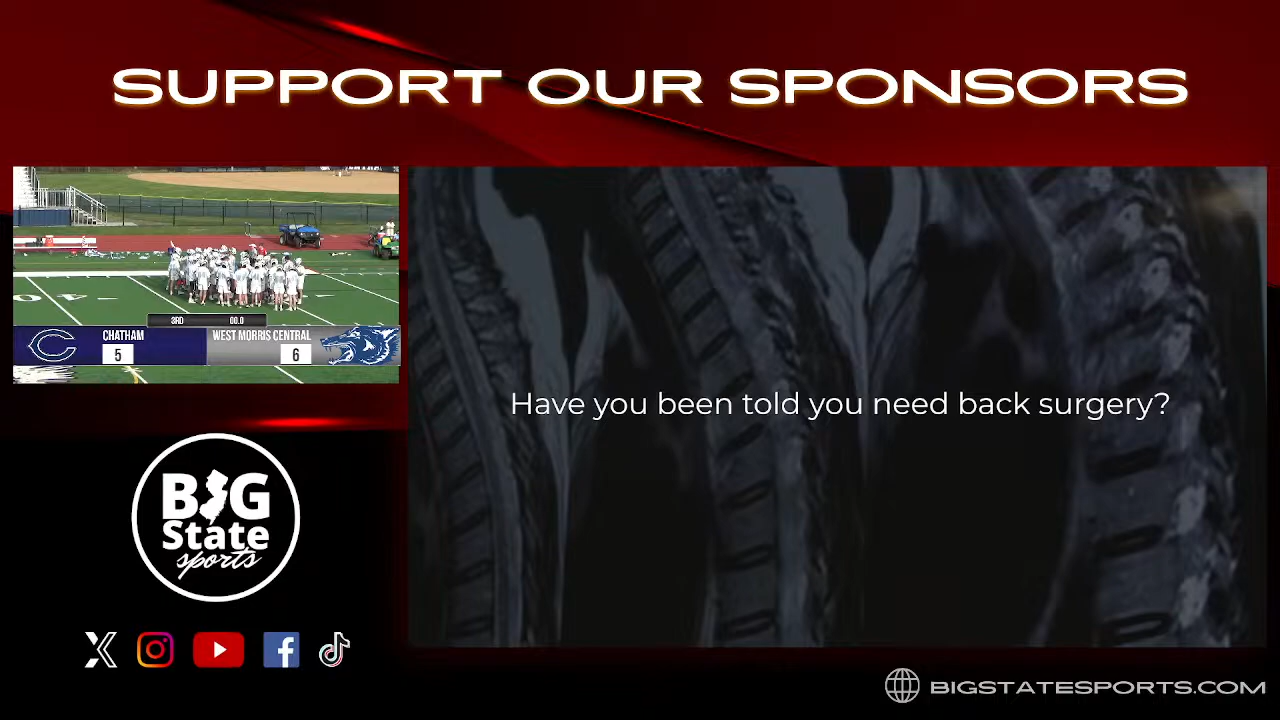 SUPPORT OUR SPONSORS
40
3RD 00.0
CHATHAM
5
WEST MORRIS CENTRAL
6
Have you been told you need back surgery?
BIG
State
sports
BIGSTATESPORTS.COM